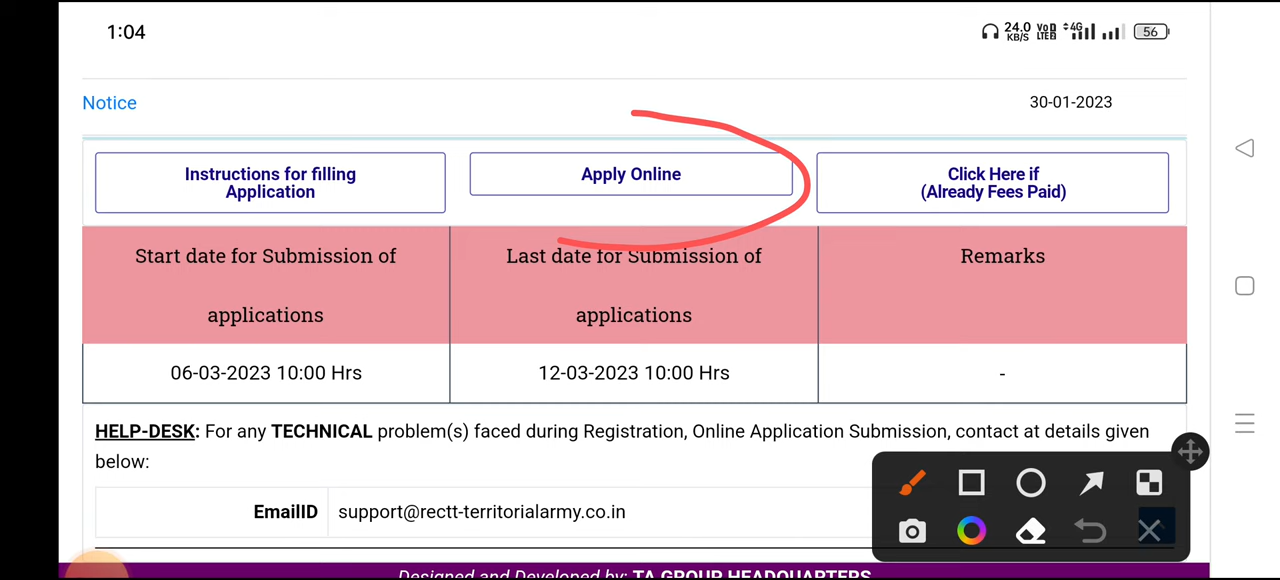 1:04
24.0 KB/S VoD LTEB 4G 56
Notice
30-01-2023
Instructions for filling
Application
Apply Online
Click Here if
(Already Fees Paid)
Start date for Submission of
applications
Last date for Submission of
applications
Remarks
06-03-2023 10:00 Hrs
12-03-2023 10:00 Hrs
-
HELP-DESK: For any TECHNICAL problem(s) faced during Registration, Online Application Submission, contact at details given
below:
EmailID
support@rectt-territorialarmy.co.in
Designed and Developed by: TA GROUP HEADQUARTERS